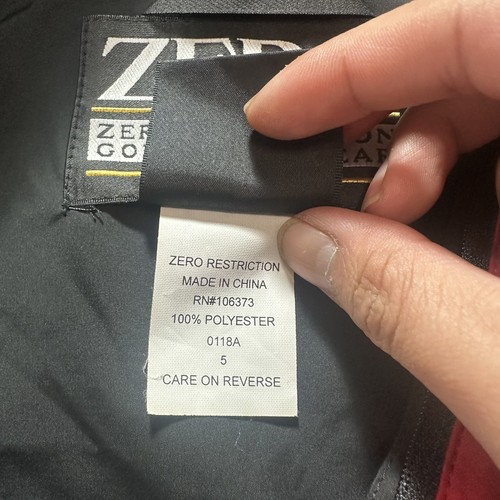 ZERO RESTRICTION
MADE IN CHINA
RN#106373
100% POLYESTER
0118A
5
CARE ON REVERSE